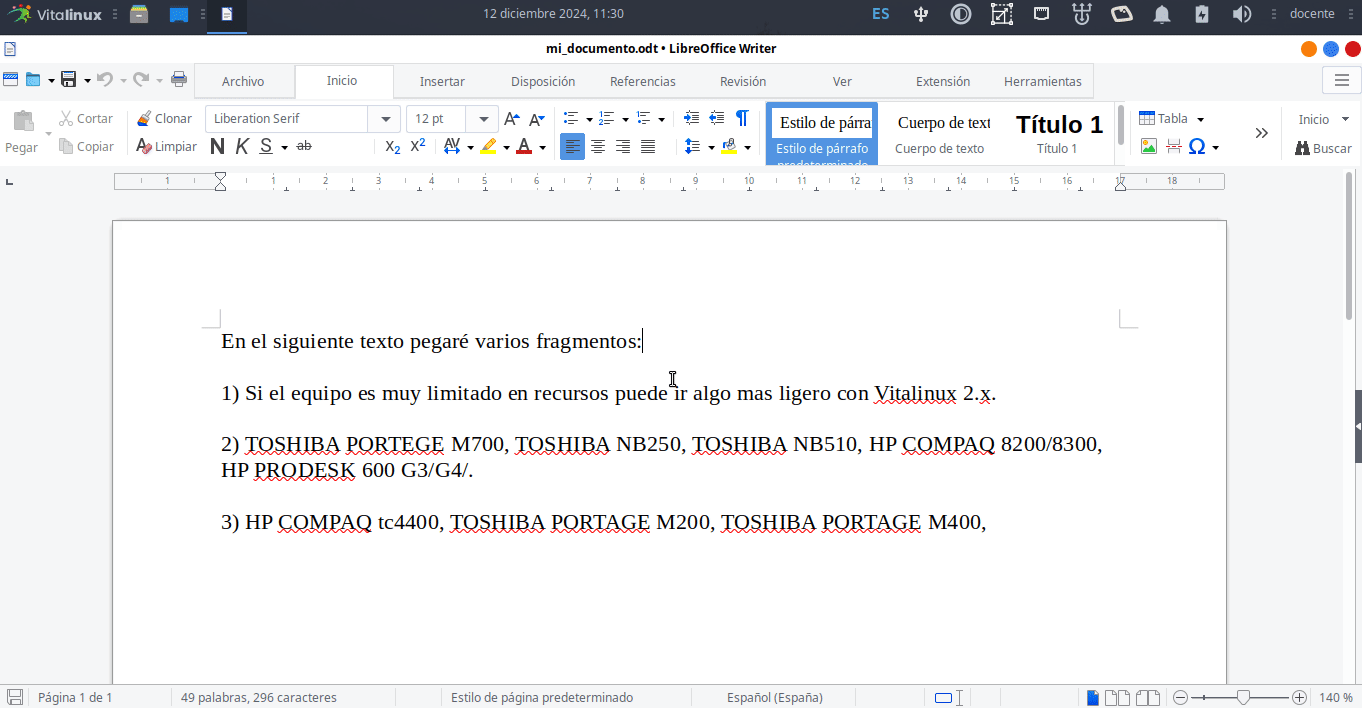 Vitalinux
12 diciembre 2024, 11:30
ES
docente
mi_documento.odt • LibreOffice Writer
Archivo Inicio Insertar Disposición Referencias Revisión Ver Extensión Herramientas
Pegar
Cortar
Copiar
Clonar
Limpiar
Liberation Serif
12 pt
N K S ab X2 X2 AV A
Estilo de párra
Estilo de párrafo
predeterminado
Cuerpo de text
Cuerpo de texto
Título 1
Título 1
Tabla
Inicio
Buscar
1 1 2 3 4 5 6 7 8 9 10 11 12 13 14 15 16 17 18
En el siguiente texto pegaré varios fragmentos:
1) Si el equipo es muy limitado en recursos puede ir algo mas ligero con Vitalinux 2.x.
2) TOSHIBA PORTEGE M700, TOSHIBA NB250, TOSHIBA NB510, HP COMPAQ 8200/8300,
HP PRODESK 600 G3/G4/.
3) HP COMPAQ tc4400, TOSHIBA PORTAGE M200, TOSHIBA PORTAGE M400,
Página 1 de 1
49 palabras, 296 caracteres
Estilo de página predeterminado
Español (España)
140 %